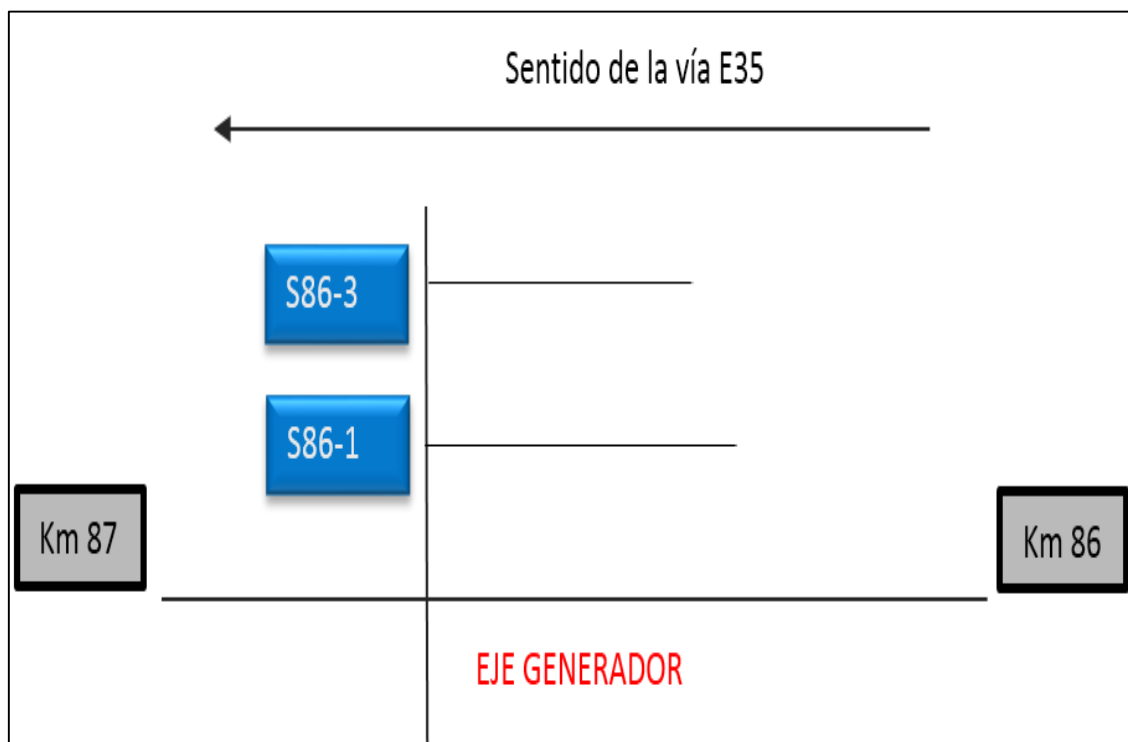 Sentido de la vía E35
S86-3
S86-1
Km 87
Km 86
EJE GENERADOR